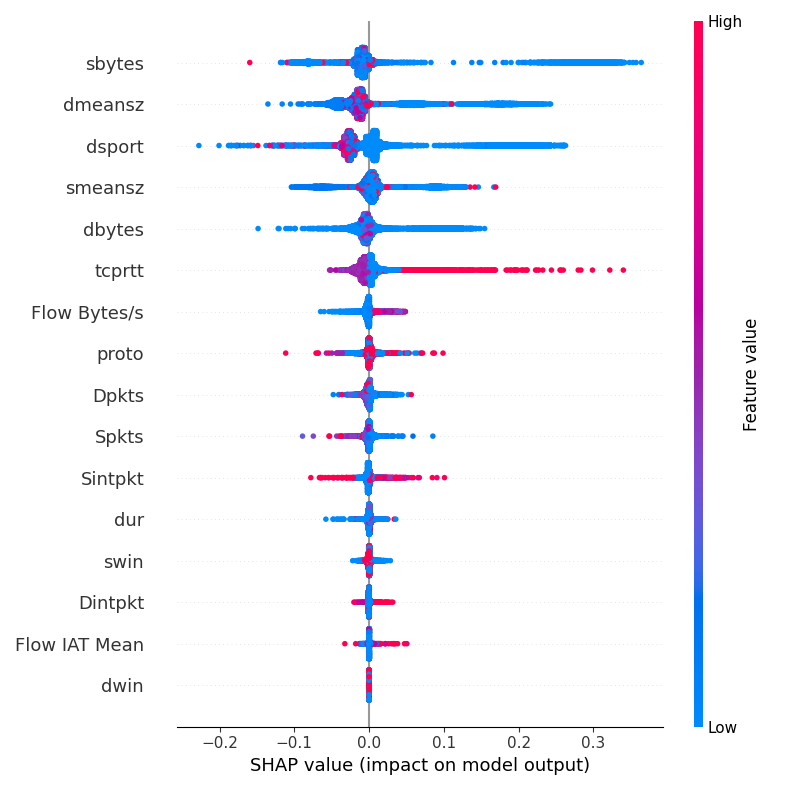 High
sbytes
dmeansz
dsport
smeansz
dbytes
tcprtt
Flow Bytes/s
proto
Dpkts
Spkts
Sintpkt
dur
swin
Dintpkt
Flow IAT Mean
dwin
Feature value
Low
−0.2 −0.1 0.0 0.1 0.2 0.3
SHAP value (impact on model output)